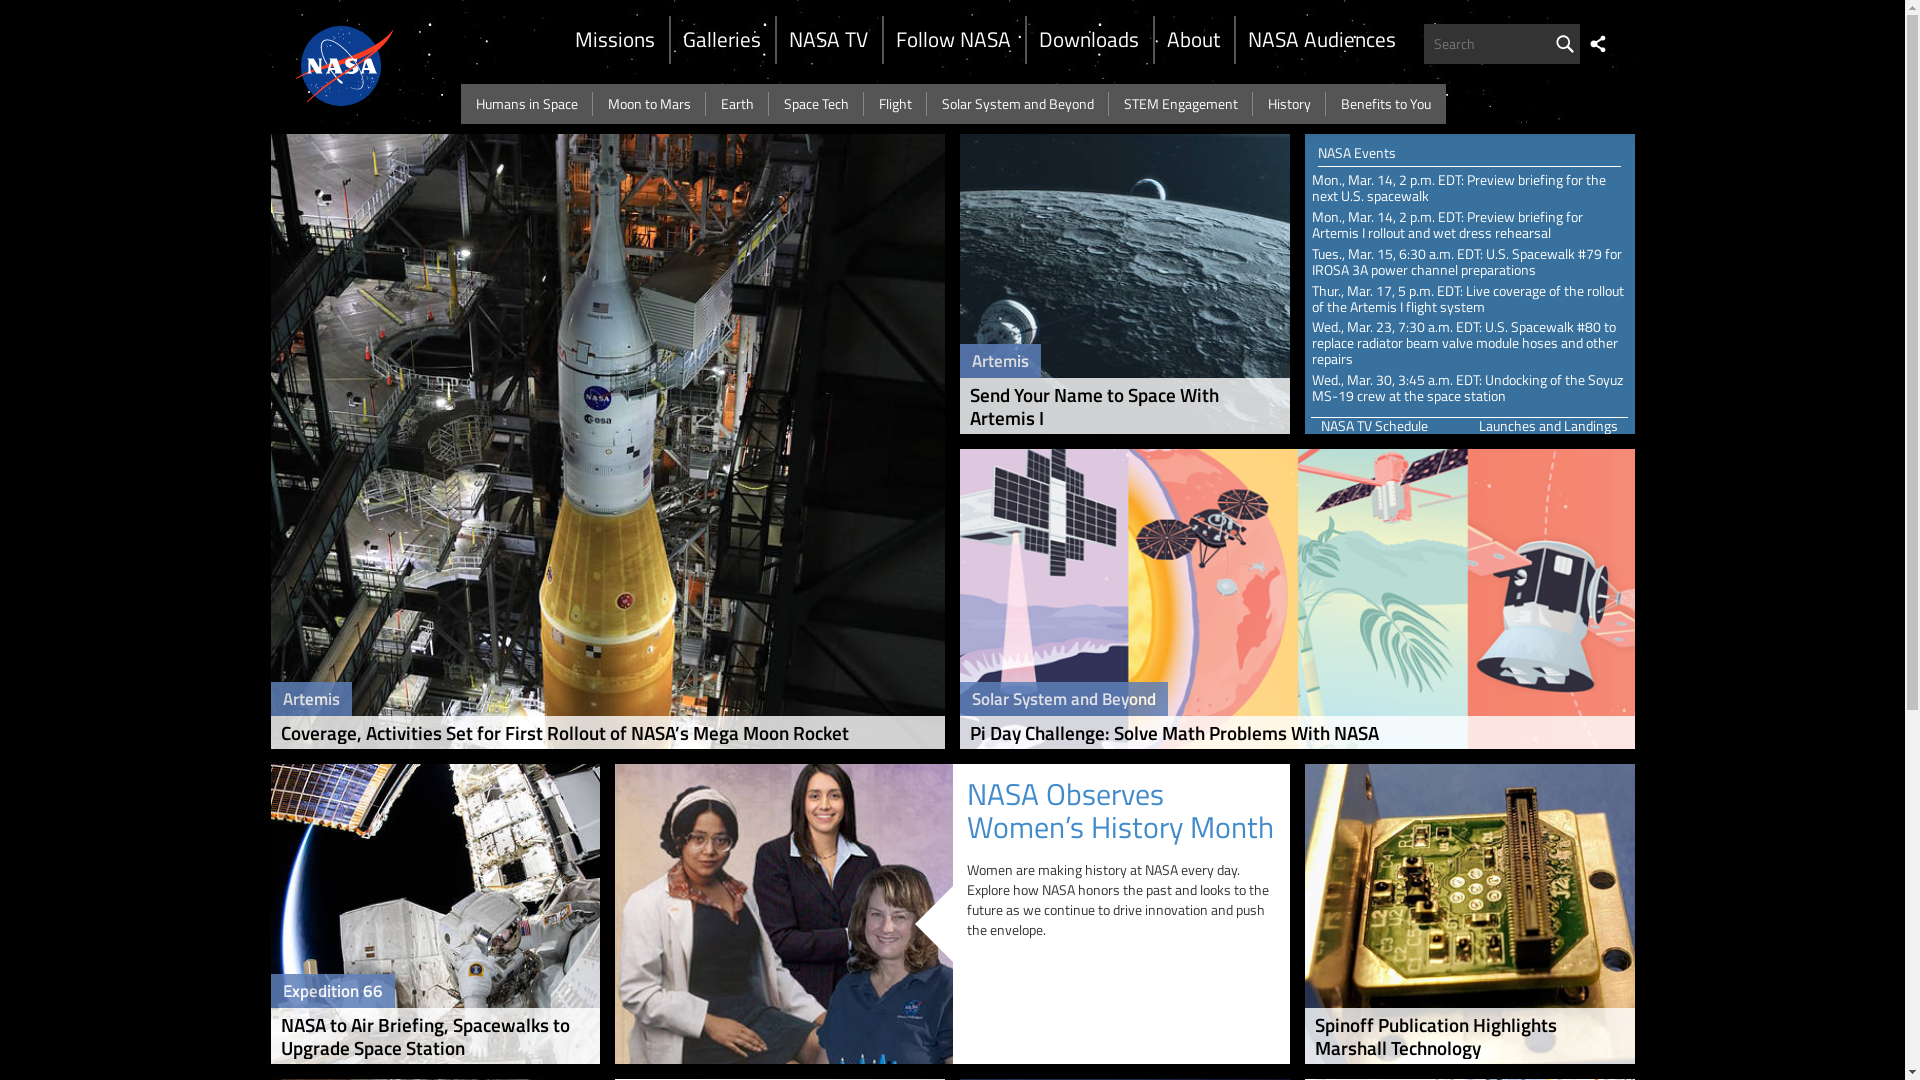 NASA
Missions
Galleries
NASA TV
Follow NASA
Downloads
About
NASA Audiences
Search
Humans in Space
Moon to Mars
Earth
Space Tech
Flight
Solar System and Beyond
STEM Engagement
History
Benefits to You
United States
NASA
esa
Artemis
Coverage, Activities Set for First Rollout of NASA's Mega Moon Rocket
Artemis
Send Your Name to Space With
Artemis I
NASA Events
Mon., Mar. 14, 2 p.m. EDT: Preview briefing for the
next U.S. spacewalk
Mon., Mar. 14, 2 p.m. EDT: Preview briefing for
Artemis I rollout and wet dress rehearsal
Tues., Mar. 15, 6:30 a.m. EDT: U.S. Spacewalk #79 for
IROSA 3A power channel preparations
Thur., Mar. 17, 5 p.m. EDT: Live coverage of the rollout
of the Artemis I flight system
Wed., Mar. 23, 7:30 a.m. EDT: U.S. Spacewalk #80 to
replace radiator beam valve module hoses and other
repairs
Wed., Mar. 30, 3:45 a.m. EDT: Undocking of the Soyuz
MS-19 crew at the space station
NASA TV Schedule
Launches and Landings
Solar System and Beyond
Pi Day Challenge: Solve Math Problems With NASA
Expedition 66
NASA to Air Briefing, Spacewalks to
Upgrade Space Station
NASA Observes
Women's History Month
Women are making history at NASA every day.
Explore how NASA honors the past and looks to the
future as we continue to drive innovation and push
the envelope.
Spinoff Publication Highlights
Marshall Technology